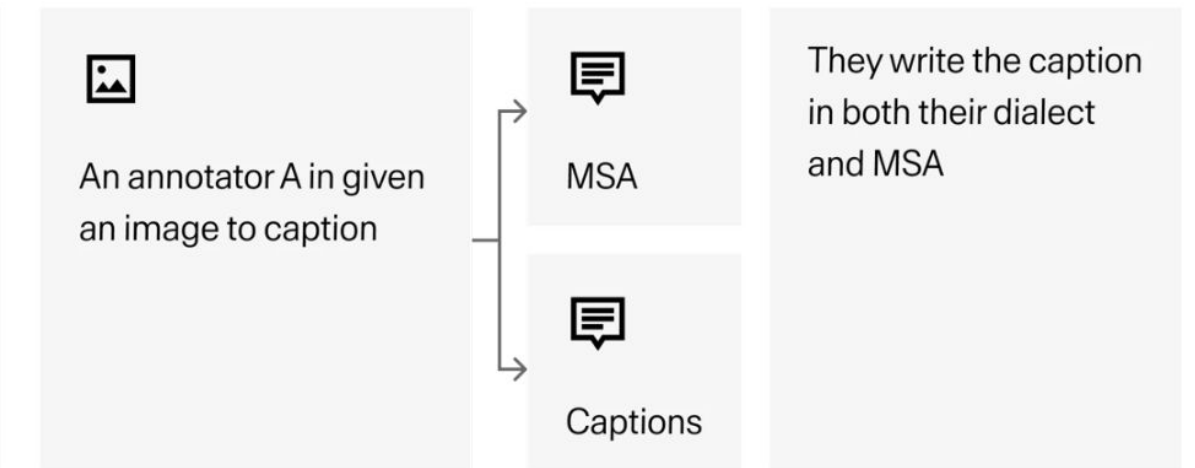 An annotator A in given
an image to caption
MSA
Captions
They write the caption
in both their dialect
and MSA